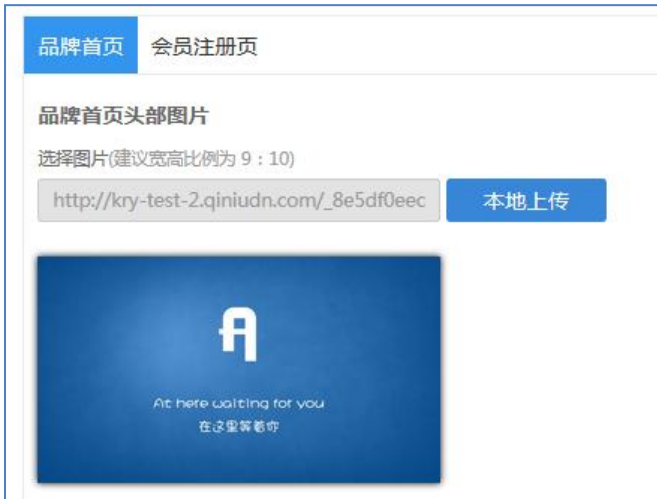 品牌首页 会员注册页
品牌首页头部图片
选择图片(建议宽高比例为 9：10)
http://kry-test-2.qiniudn.com/_8e5df0eec 本地上传
A
At here waiting for you
在这里等着你